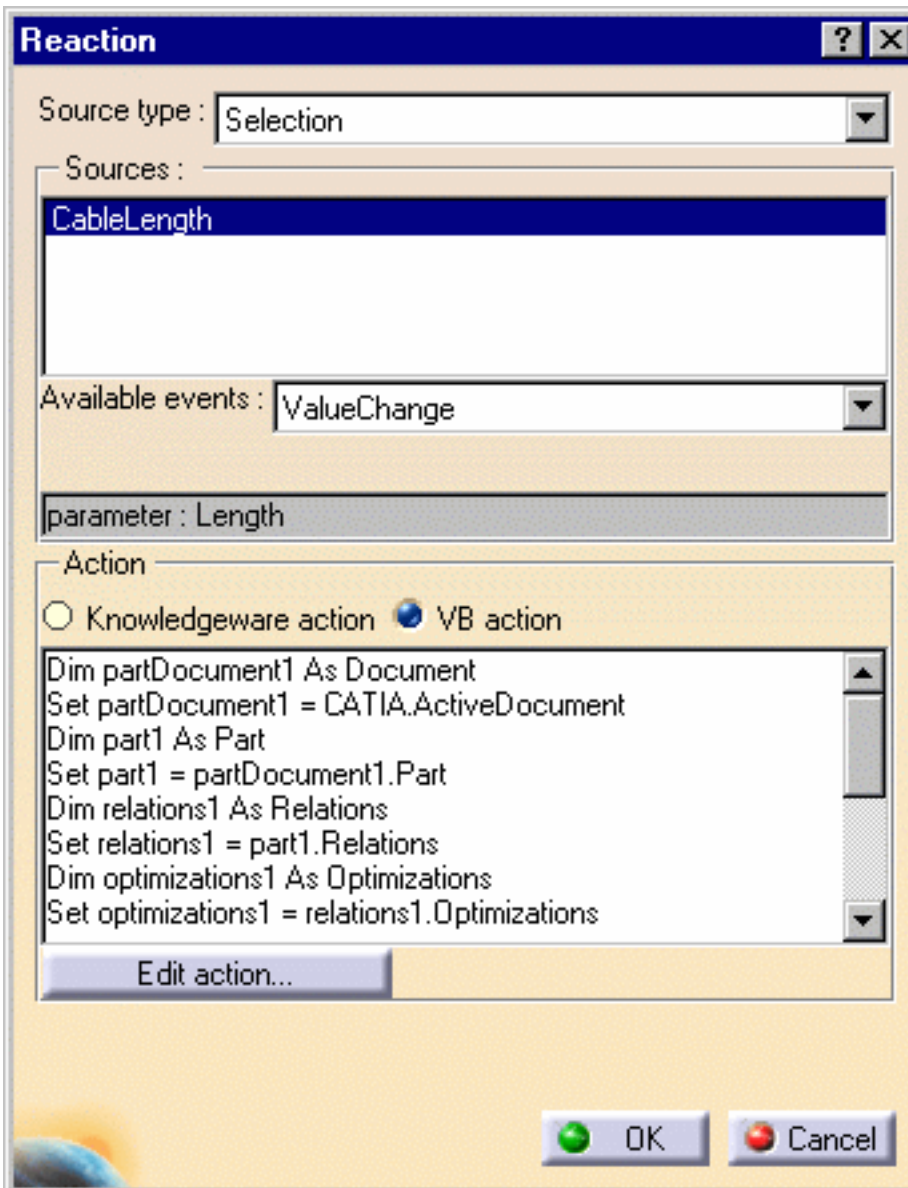 Reaction
?
Source type : Selection
Sources :
CableLength
Available events : ValueChange
parameter : Length
Action
Knowledgeware action VB action
Dim partDocument1 As Document
Set partDocument1 = CATIA.ActiveDocument
Dim part1 As Part
Set part1 = partDocument1.Part
Dim relations1 As Relations
Set relations1 = part1.Relations
Dim optimizations1 As Optimizations
Set optimizations1 = relations1.Optimizations
Edit action...
OK Cancel